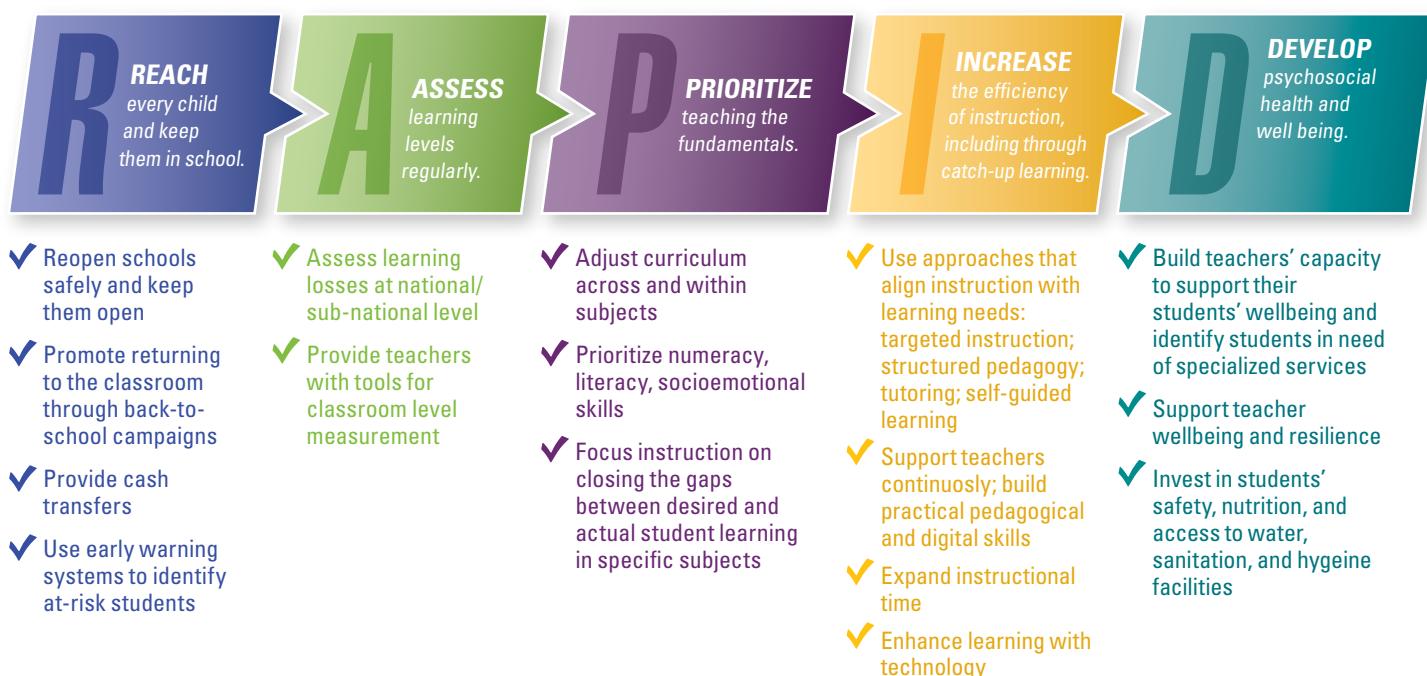 R
REACH
every child
and keep
them in school.
A
ASSESS
learning
levels
regularly.
P
PRIORITIZE
teaching the
fundamentals.
I
INCREASE
the efficiency
of instruction,
including through
catch-up learning.
D
DEVELOP
psychosocial
health and
well being.
Reopen schools
safely and keep
them open
Promote returning
to the classroom
through back-to-
school campaigns
Provide cash
transfers
Use early warning
systems to identify
at-risk students
Assess learning
losses at national/
sub-national level
Provide teachers
with tools for
classroom level
measurement
Adjust curriculum
across and within
subjects
Prioritize numeracy,
literacy, socioemotional
skills
Focus instruction on
closing the gaps
between desired and
actual student learning
in specific subjects
Use approaches that
align instruction with
learning needs:
targeted instruction;
structured pedagogy;
tutoring; self-guided
learning
Support teachers
continuosly; build
practical pedagogical
and digital skills
Expand instructional
time
Enhance learning with
technology
Build teachers’ capacity
to support their
students’ wellbeing and
identify students in need
of specialized services
Support teacher
wellbeing and resilience
Invest in students’
safety, nutrition, and
access to water,
sanitation, and hygeine
facilities